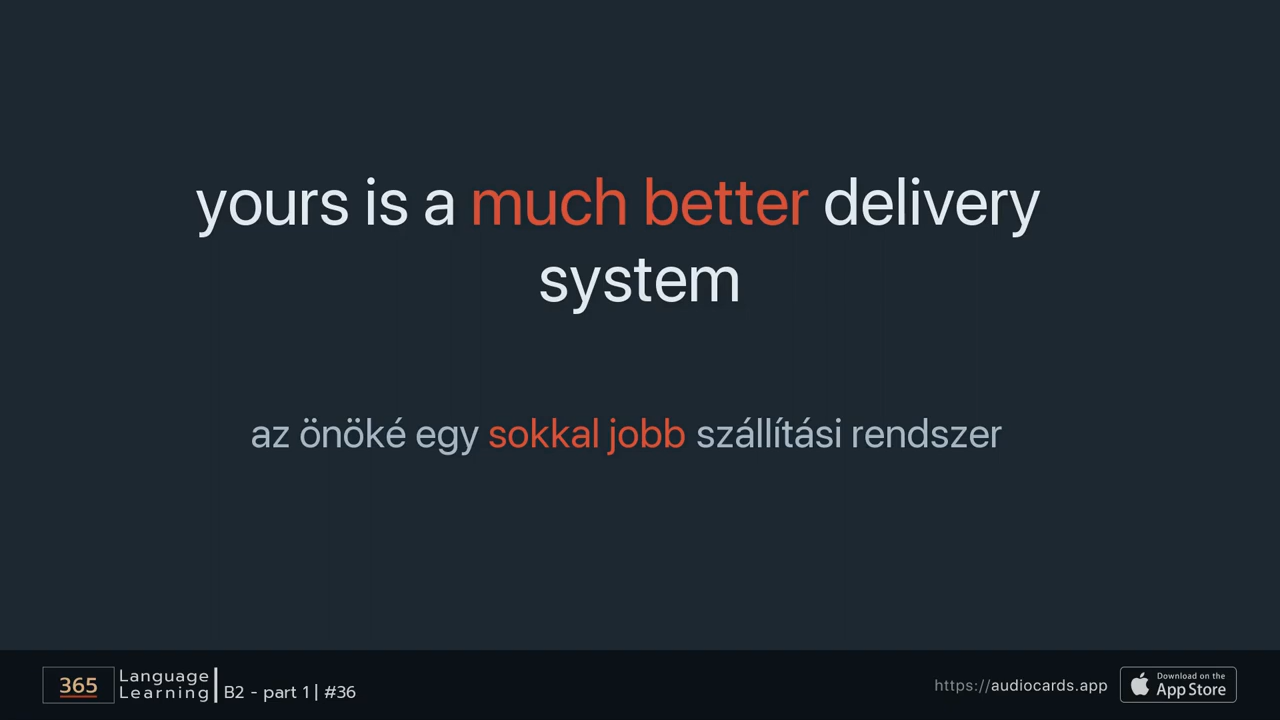 yours is a much better delivery
system
az önöké egy sokkal jobb szállítási rendszer
365
Language
Learning
B2 - part 1 | #36
https://audiocards.app
Download on the
App Store